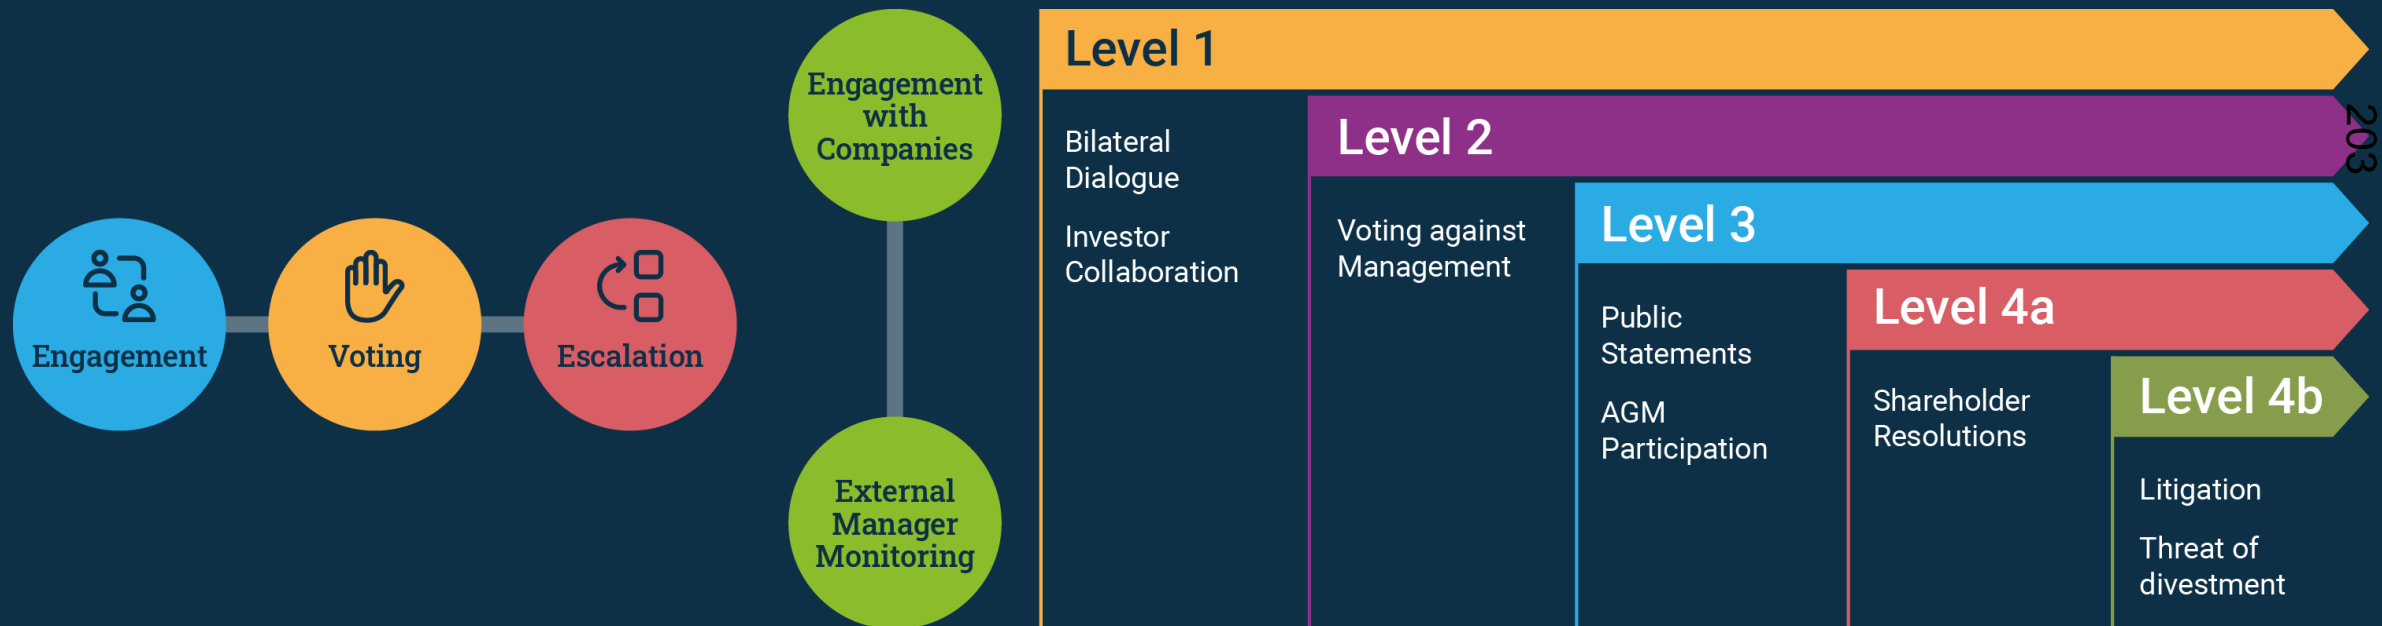 Engagement
Voting
Escalation
Engagement
with
Companies
External
Manager
Monitoring
Level 1
Bilateral
Dialogue
Investor
Collaboration
Level 2
Voting against
Management
Level 3
Public
Statements
AGM
Participation
Level 4a
Shareholder
Resolutions
Level 4b
Litigation
Threat of
divestment
203